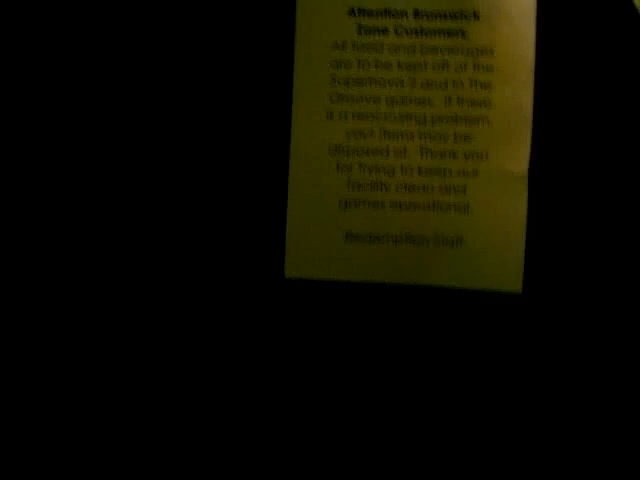 Attention Brunswick
Zone Customers,
All food and beverages
are to be kept off of the
Supernova 2 and In The
Groove games. If there
is a reoccuring problem
your items may be
disposed of. Thank you
for trying to keep our
facility clean and
games operational.
Redemption Staff